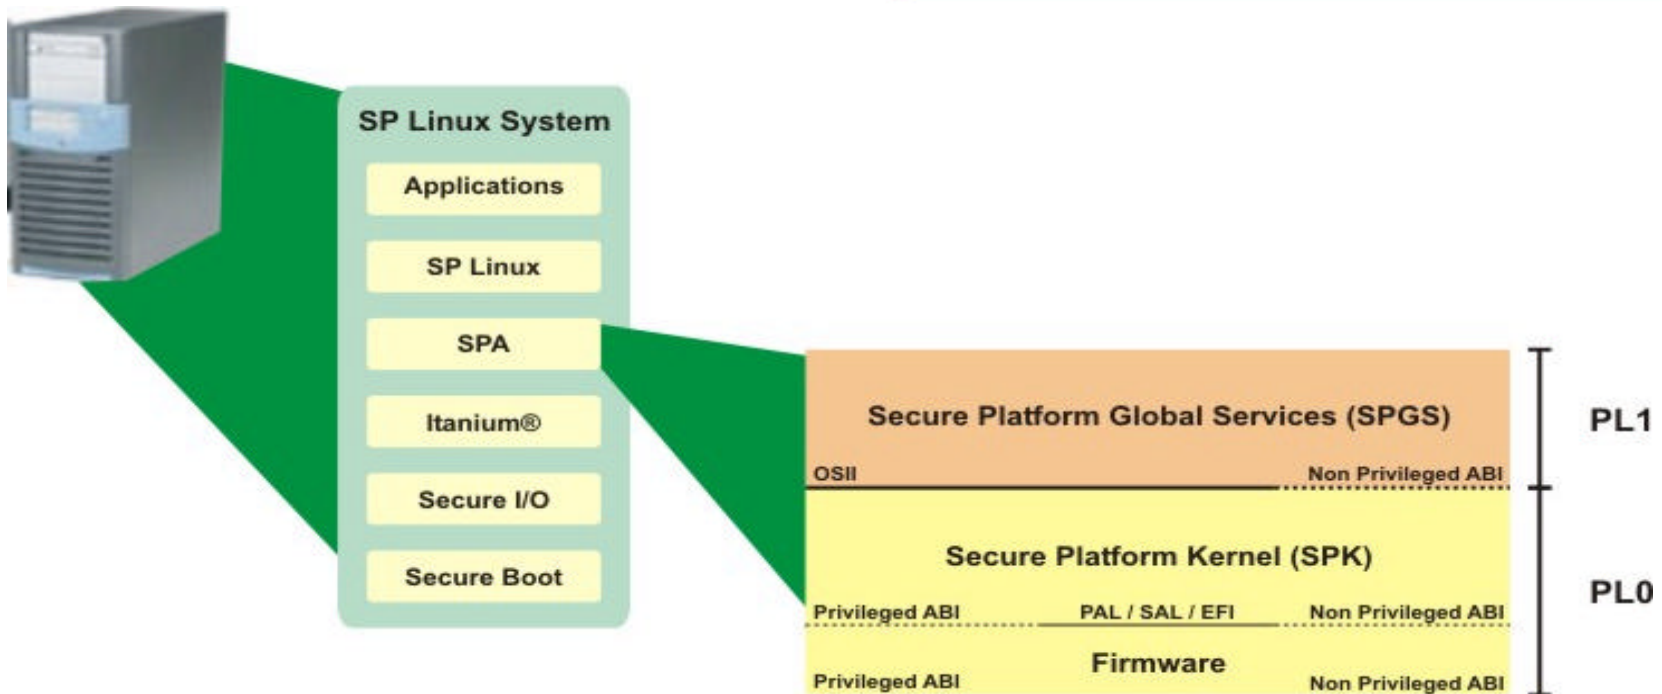 SP Linux System
Applications
SP Linux
SPA
Itanium®
Secure I/O
Secure Boot
Secure Platform Global Services (SPGS)
OSII Non Privileged ABI
PL1
Secure Platform Kernel (SPK)
Privileged ABI PAL / SAL / EFI Non Privileged ABI
PL0
Firmware
Privileged ABI Non Privileged ABI